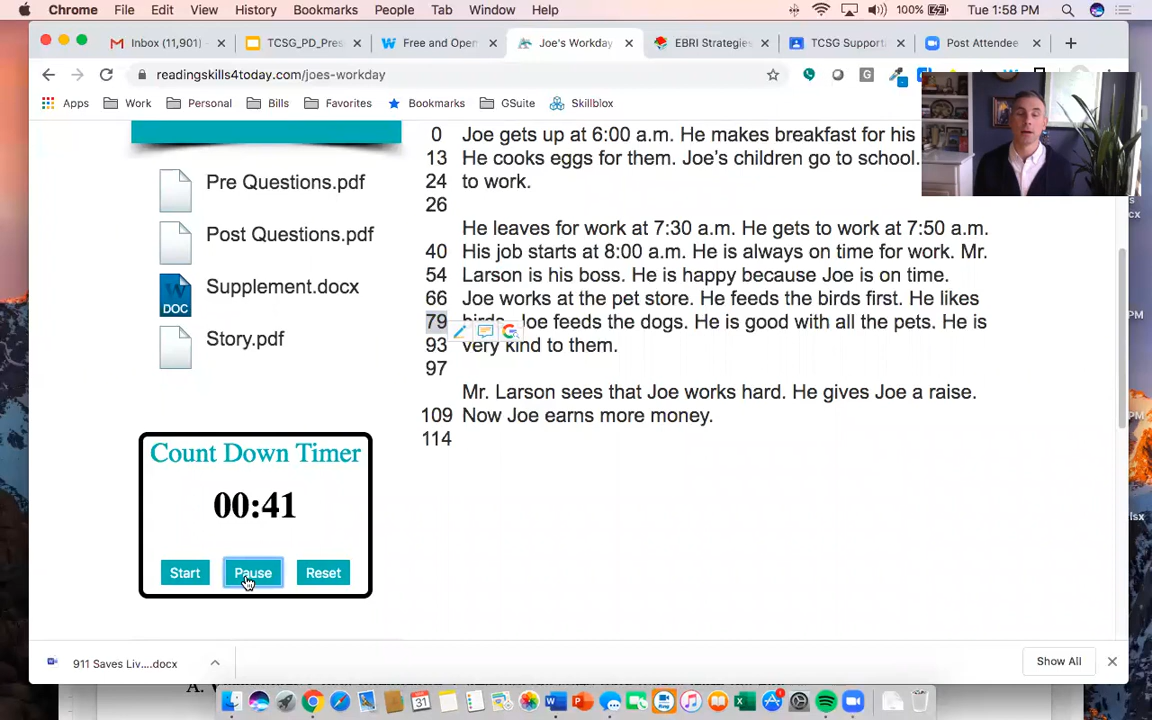 Chrome File Edit View History Bookmarks People Tab Window Help 100% Tue 1:58 PM
Inbox (11,901) TCSG_PD_Pres Free and Open Joe's Workday EBRI Strategies TCSG Support Post Attendee
readingskills4today.com/joes-workday
Apps Work Personal Bills Favorites Bookmarks GSuite Skillblox
0 Joe gets up at 6:00 a.m. He makes breakfast for his
13 He cooks eggs for them. Joe's children go to school.
24 to work.
26
He leaves for work at 7:30 a.m. He gets to work at 7:50 a.m.
40 His job starts at 8:00 a.m. He is always on time for work. Mr.
54 Larson is his boss. He is happy because Joe is on time.
66 Joe works at the pet store. He feeds the birds first. He likes
79 birds. Joe feeds the dogs. He is good with all the pets. He is
93 very kind to them.
97
Mr. Larson sees that Joe works hard. He gives Joe a raise.
109 Now Joe earns more money.
114
Pre Questions.pdf
Post Questions.pdf
DOC Supplement.docx
Story.pdf
Count Down Timer
00:41
Start Pause Reset
911 Saves Liv....docx
Show All